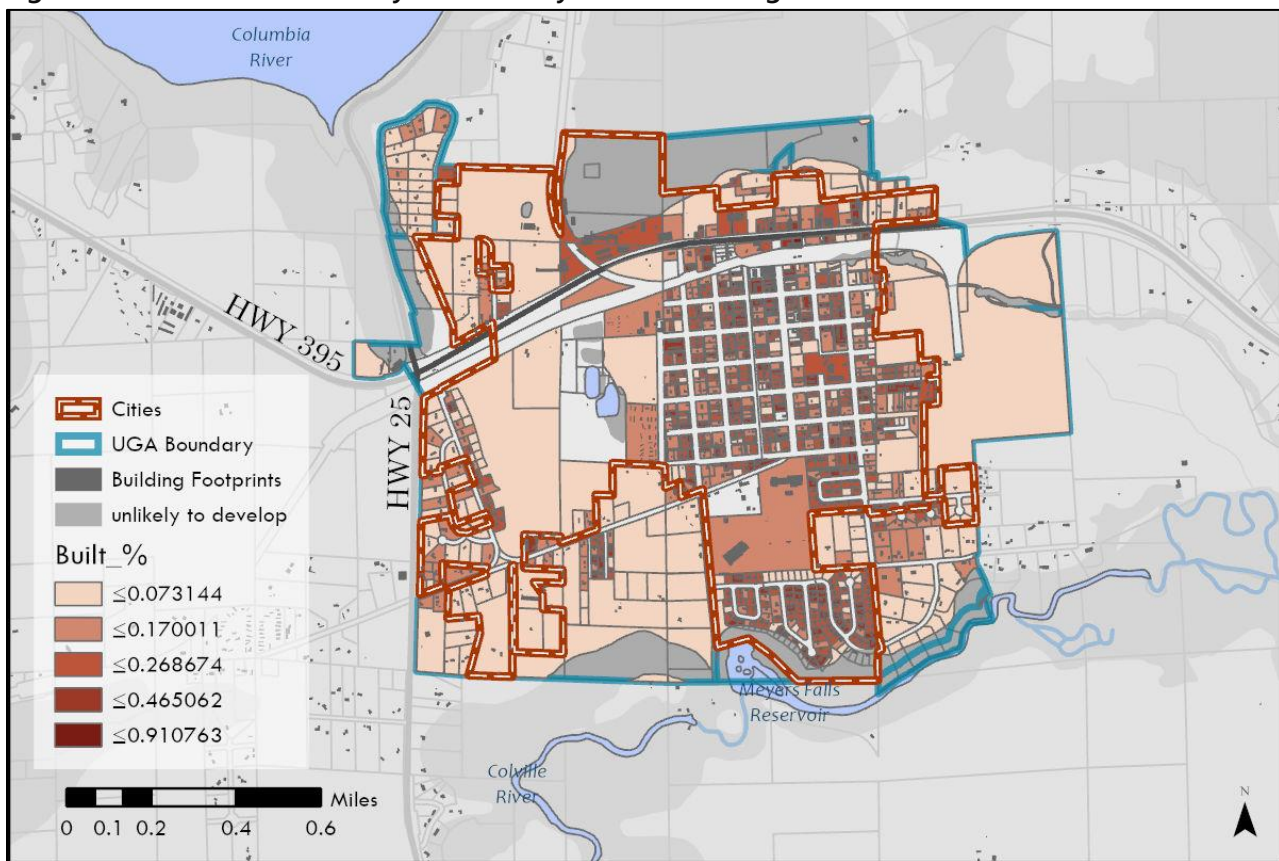 Columbia
River
HWY 395
HWY 25
Cities
UGA Boundary
Building Footprints
unlikely to develop
Built_%
≤0.073144
≤0.170011
≤0.268674
≤0.465062
≤0.910763
Meyers Falls
Reservoir
Colville
River
Miles
0 0.1 0.2 0.4 0.6
N